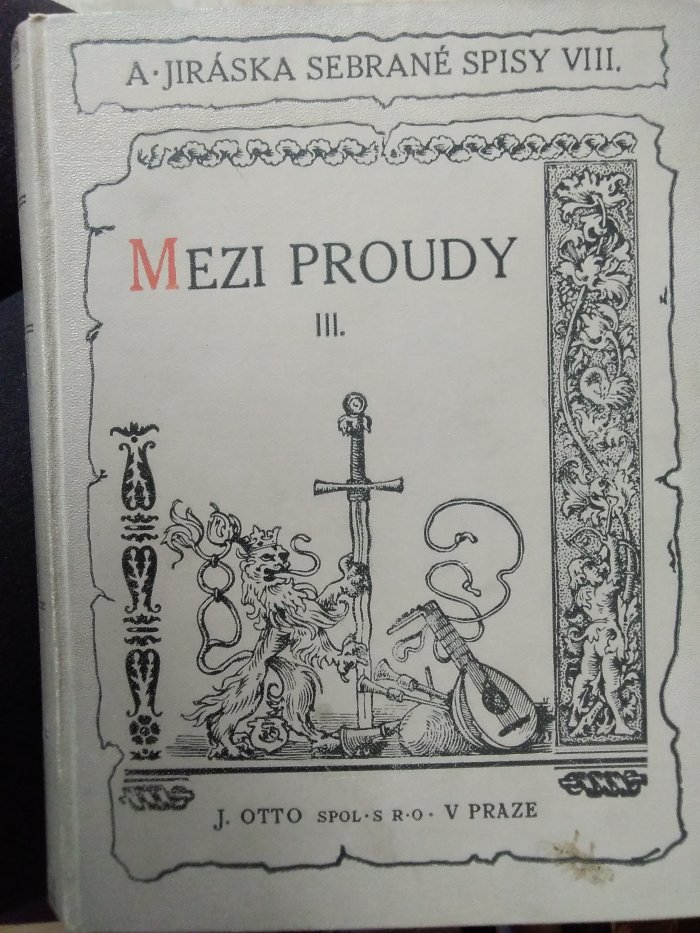 A·JIRÁSKA SEBRANÉ SPISY VIII.
MEZI PROUDY
III.
J. OTTO SPOL·S R·O· V PRAZE